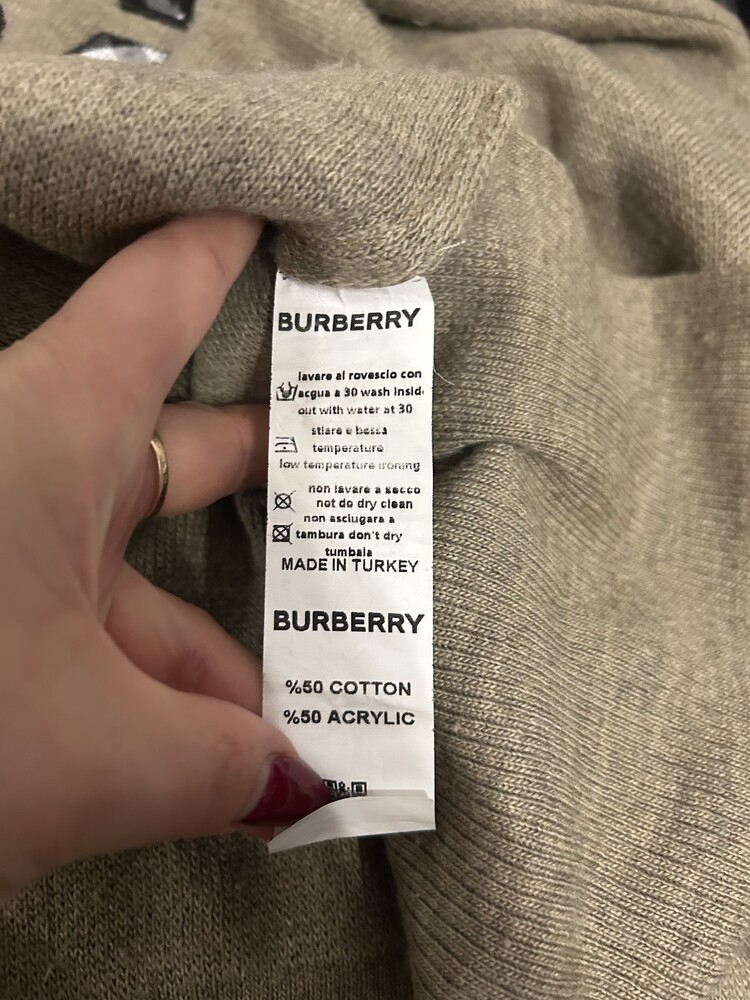 BURBERRY
lavare al rovescio con
acqua a 30 wash insid
out with water at 30
stiare e bassa
temperature
low temperature ironing
non lavare a secco
not do dry clean
non asciugara a
tambura don't dry
tumbala
MADE IN TURKEY
BURBERRY
%50 COTTON
%50 ACRYLIC